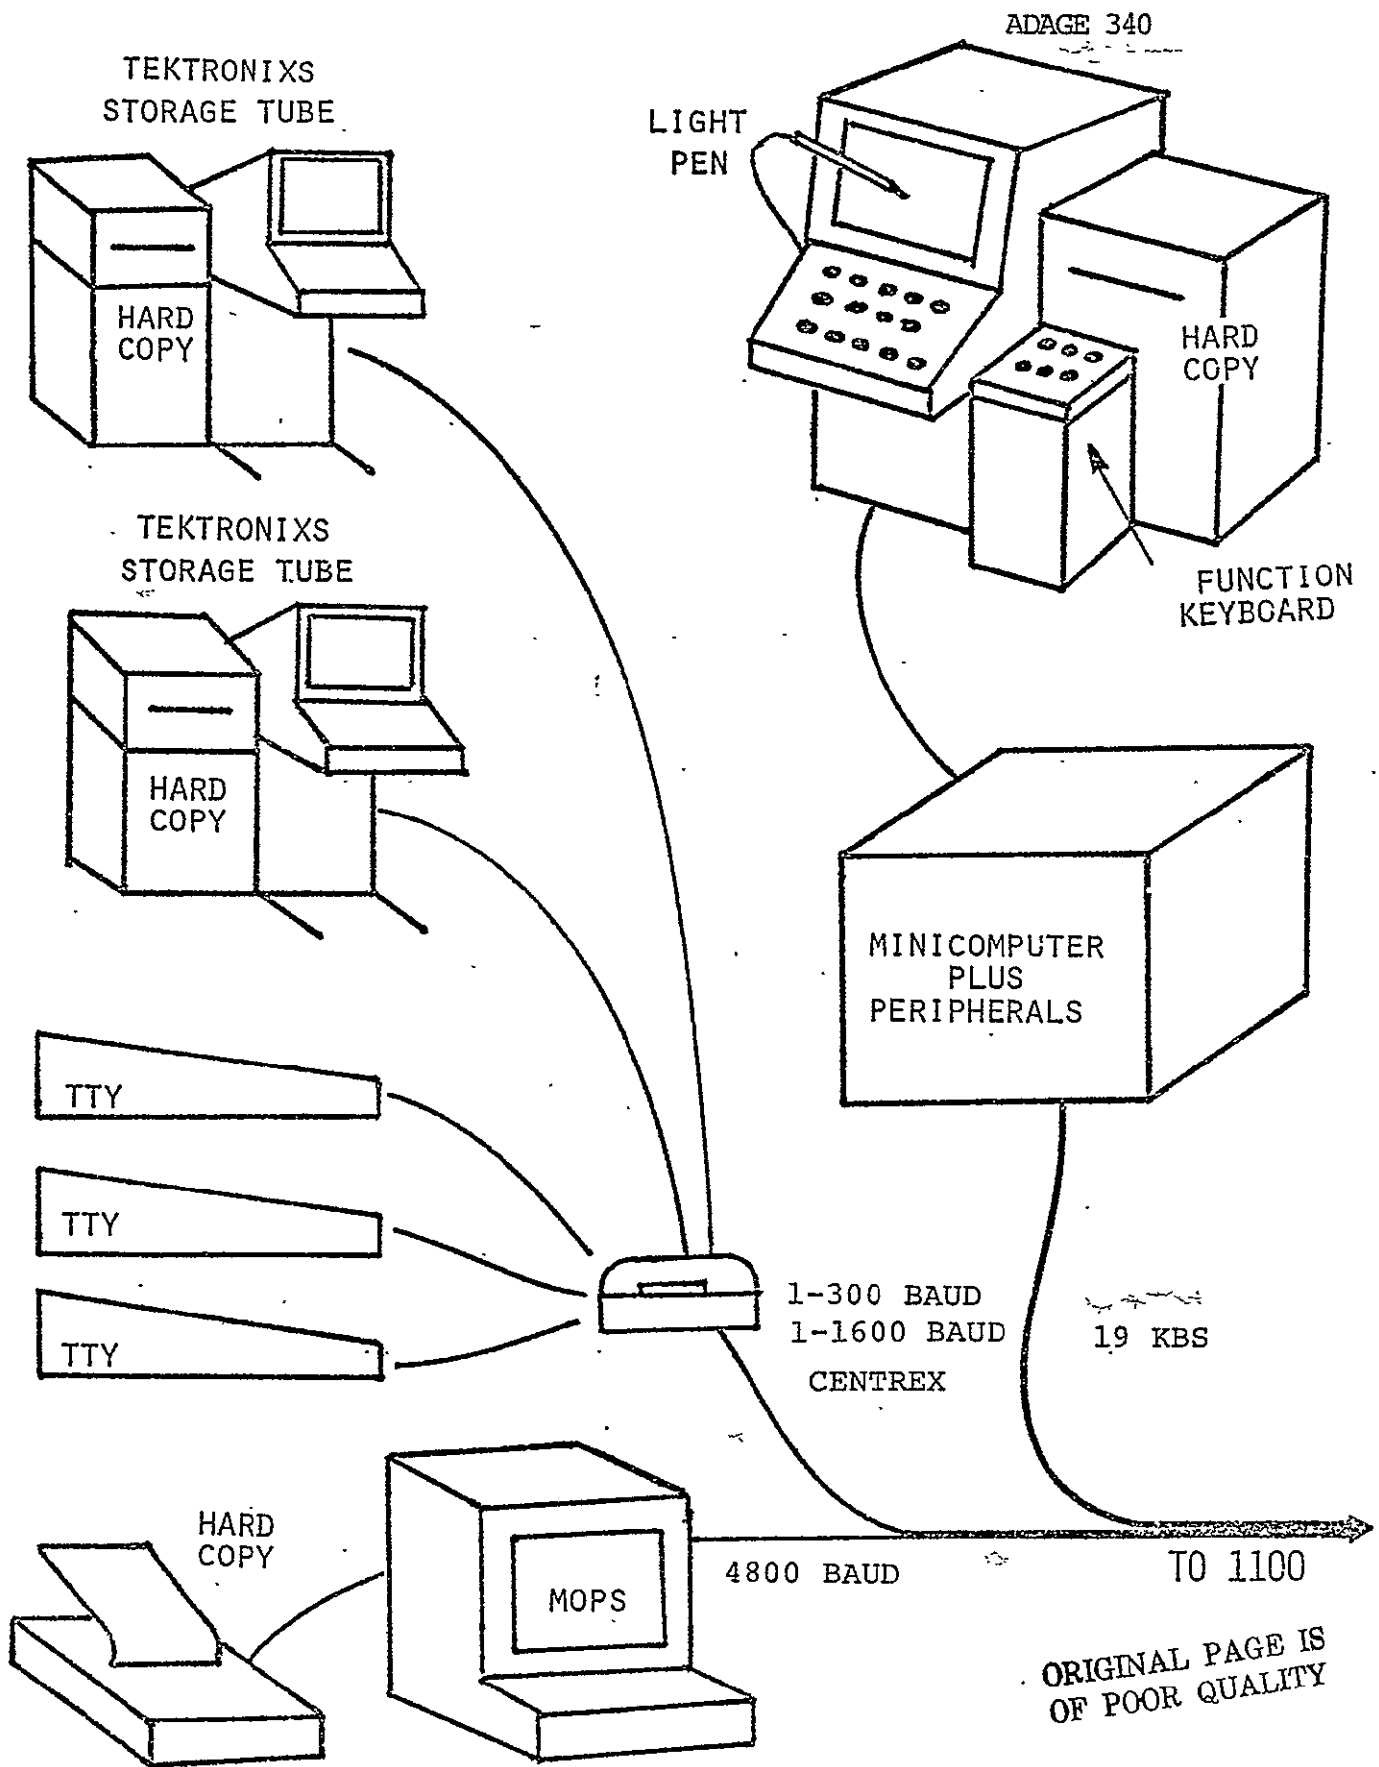 ADAGE 340
TEKTRONIXS
STORAGE TUBE
LIGHT
PEN
HARD
COPY
HARD
COPY
FUNCTION
KEYBOARD
TEKTRONIXS
STORAGE TUBE
HARD
COPY
MINICOMPUTER
PLUS
PERIPHERALS
TTY
TTY
TTY
1-300 BAUD
1-1600 BAUD
CENTREX
19 KBS
HARD
COPY
MOPS
4800 BAUD
TO 1100
ORIGINAL PAGE IS
OF POOR QUALITY